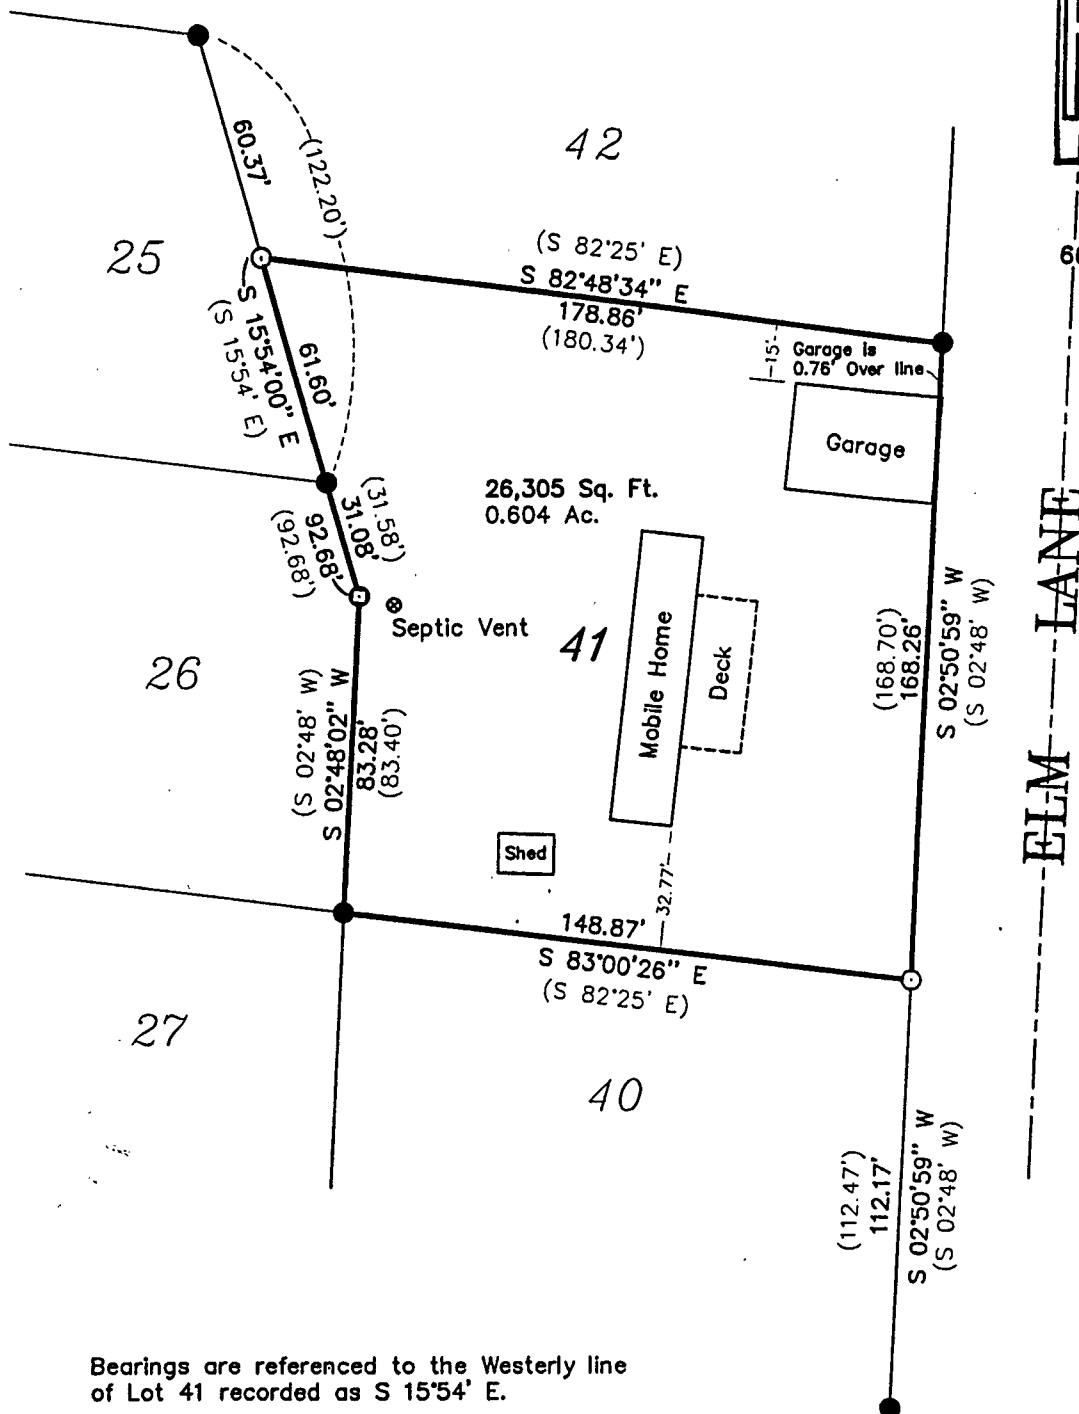 60.37'
(122.20')
42
25
(S 82°25' E)
S 82°48'34" E
178.86'
(180.34')
15'
Garage is
0.76' Over line
Garage
S 15°54'00" E
(S 15°54' E)
61.60'
26,305 Sq. Ft.
0.604 Ac.
(31.58')
31.08'
92.68'
(92.68')
Septic Vent
41
Mobile Home
Deck
(168.70')
168.26'
S 02°50'59" W
(S 02°48' W)
ELM LANE
26
(S 02°48' W)
S 02°48'02" W
83.28'
(83.40')
Shed
32.77'
148.87'
S 83°00'26" E
(S 82°25' E)
27
40
(112.47')
112.17'
S 02°50'59" W
(S 02°48' W)
Bearings are referenced to the Westerly line
of Lot 41 recorded as S 15°54' E.